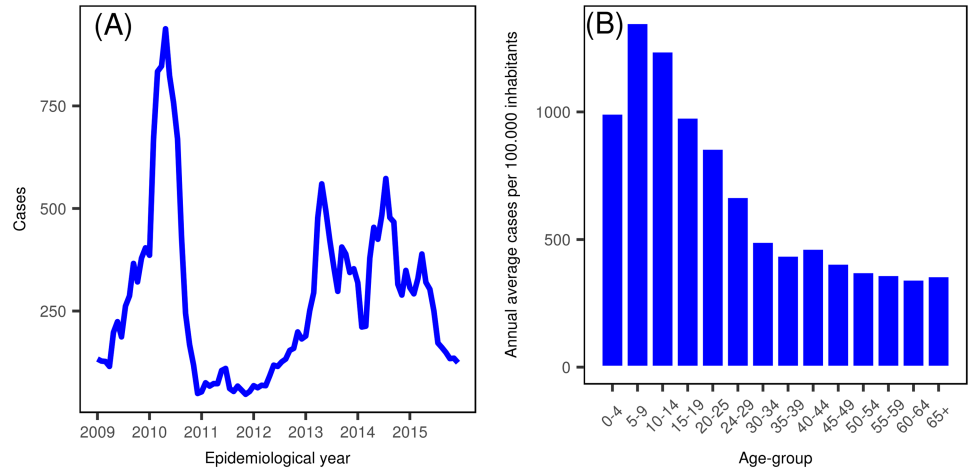 (A)
Cases
750
500
250
2009 2010 2011 2012 2013 2014 2015
Epidemiological year
(B)
Annual average cases per 100.000 inhabitants
1000
500
0
0-4 5-9 10-14 15-19 20-25 24-29 30-34 35-39 40-44 45-49 50-54 55-59 60-64 65+
Age-group